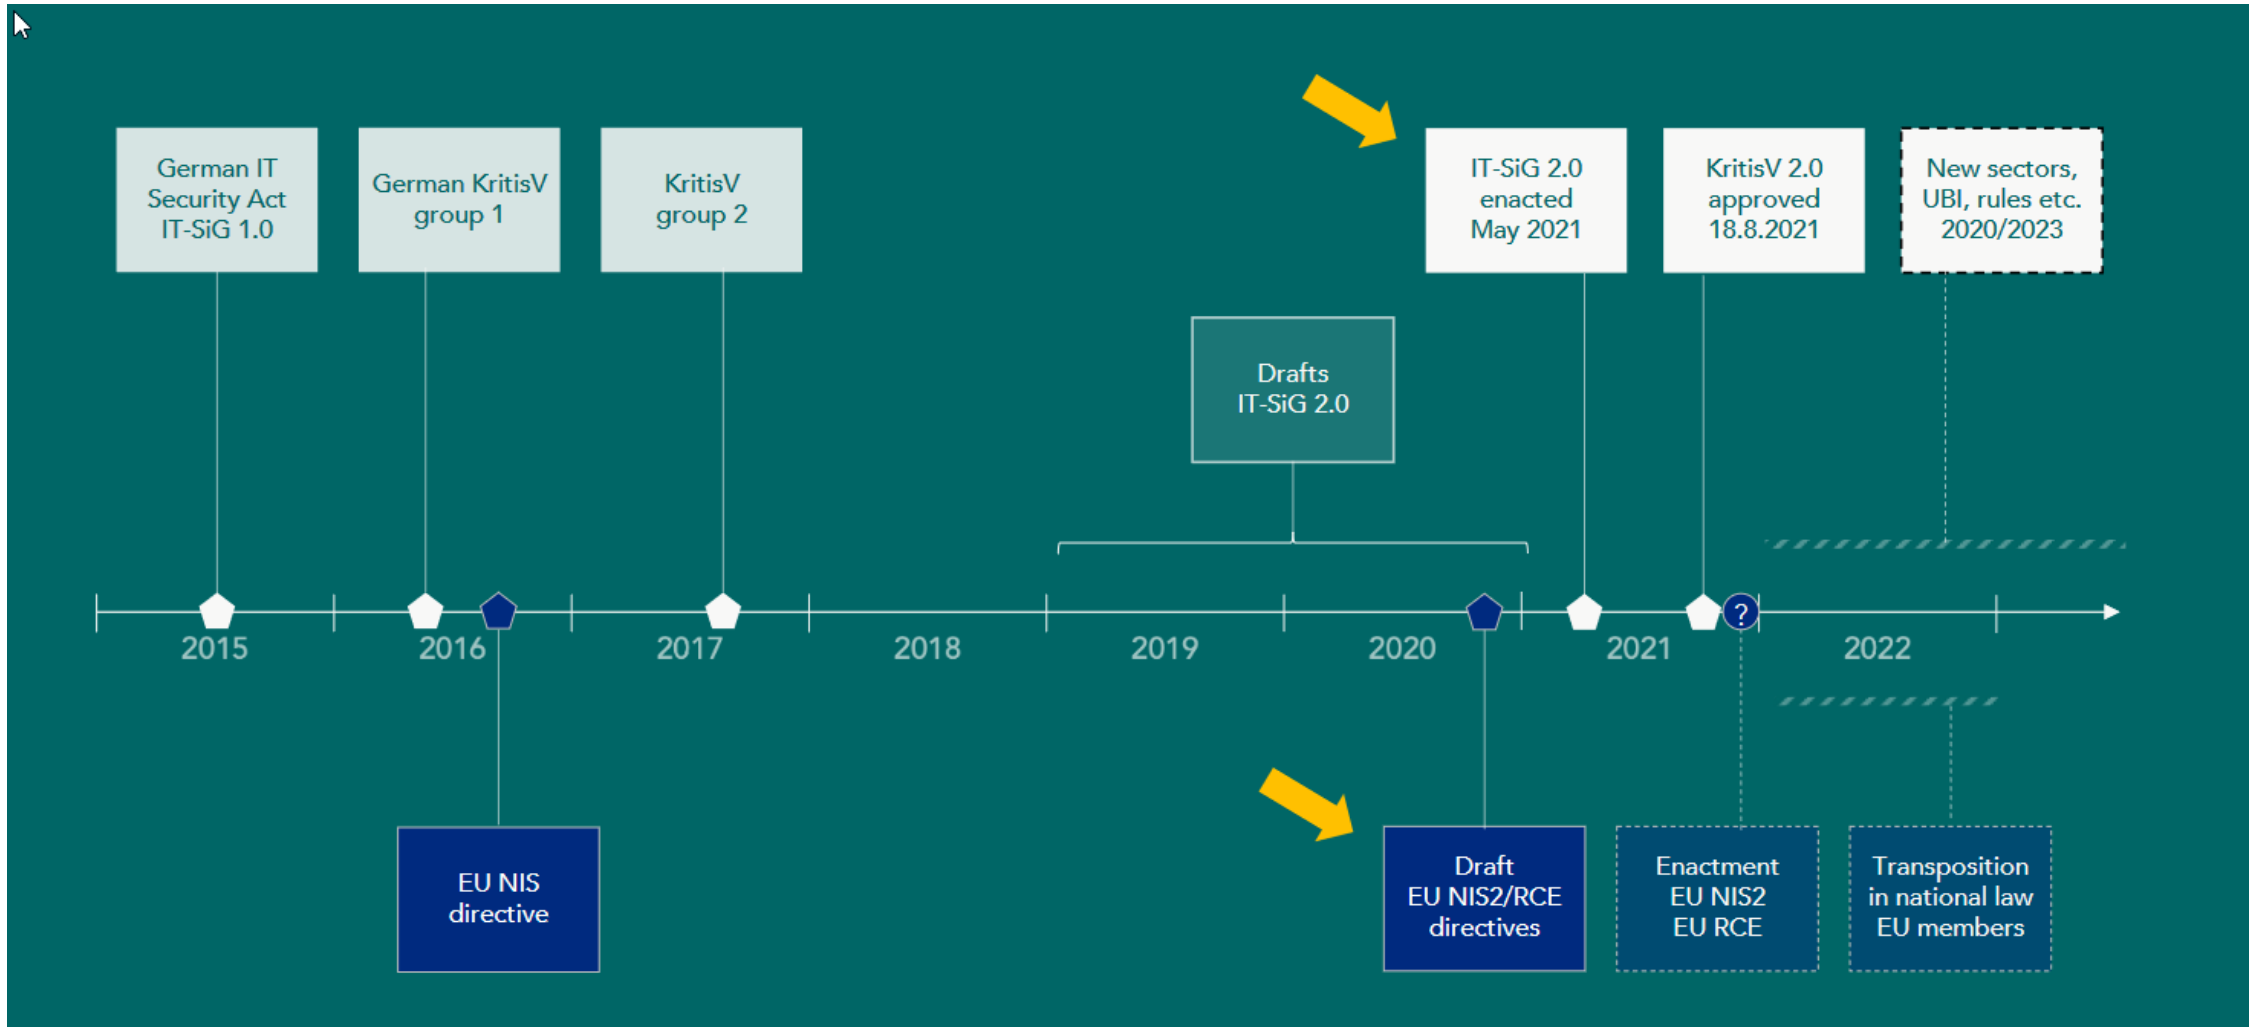 German IT
Security Act
IT-SiG 1.0
German KritisV
group 1
KritisV
group 2
IT-SiG 2.0
enacted
May 2021
KritisV 2.0
approved
18.8.2021
New sectors,
UBI, rules etc.
2020/2023
Drafts
IT-SiG 2.0
?
2015
2016
2017
2018
2019
2020
2021
2022
EU NIS
directive
Draft
EU NIS2/RCE
directives
Enactment
EU NIS2
EU RCE
Transposition
in national law
EU members